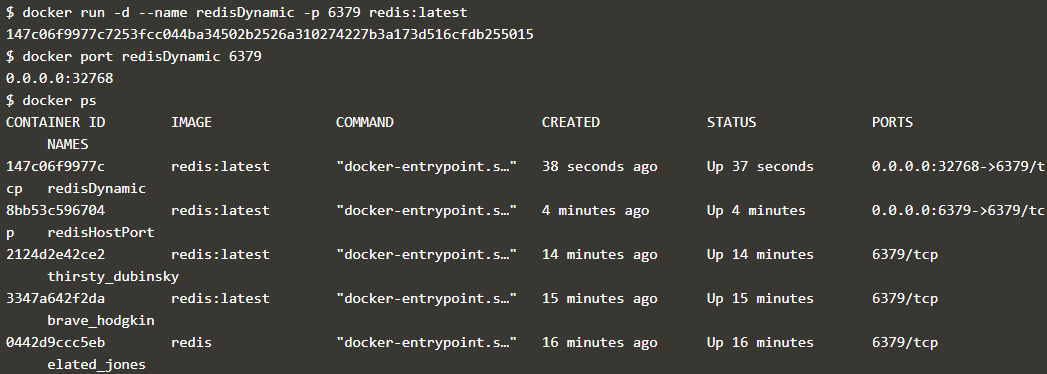 $ docker run -d --name redisDynamic -p 6379 redis:latest
147c06f9977c7253fcc044ba34502b2526a310274227b3a173d516cfdb255015
$ docker port redisDynamic 6379
0.0.0.0:32768
$ docker ps
CONTAINER ID        IMAGE               COMMAND                  CREATED             STATUS              PORTS
     NAMES
147c06f9977c        redis:latest        "docker-entrypoint.s…"   38 seconds ago      Up 37 seconds       0.0.0.0:32768->6379/t
cp   redisDynamic
8bb53c596704        redis:latest        "docker-entrypoint.s…"   4 minutes ago       Up 4 minutes        0.0.0.0:6379->6379/tc
p    redisHostPort
2124d2e42ce2        redis:latest        "docker-entrypoint.s…"   14 minutes ago      Up 14 minutes       6379/tcp
     thirsty_dubinsky
3347a642f2da        redis:latest        "docker-entrypoint.s…"   15 minutes ago      Up 15 minutes       6379/tcp
     brave_hodgkin
0442d9ccc5eb        redis               "docker-entrypoint.s…"   16 minutes ago      Up 16 minutes       6379/tcp
     elated_jones